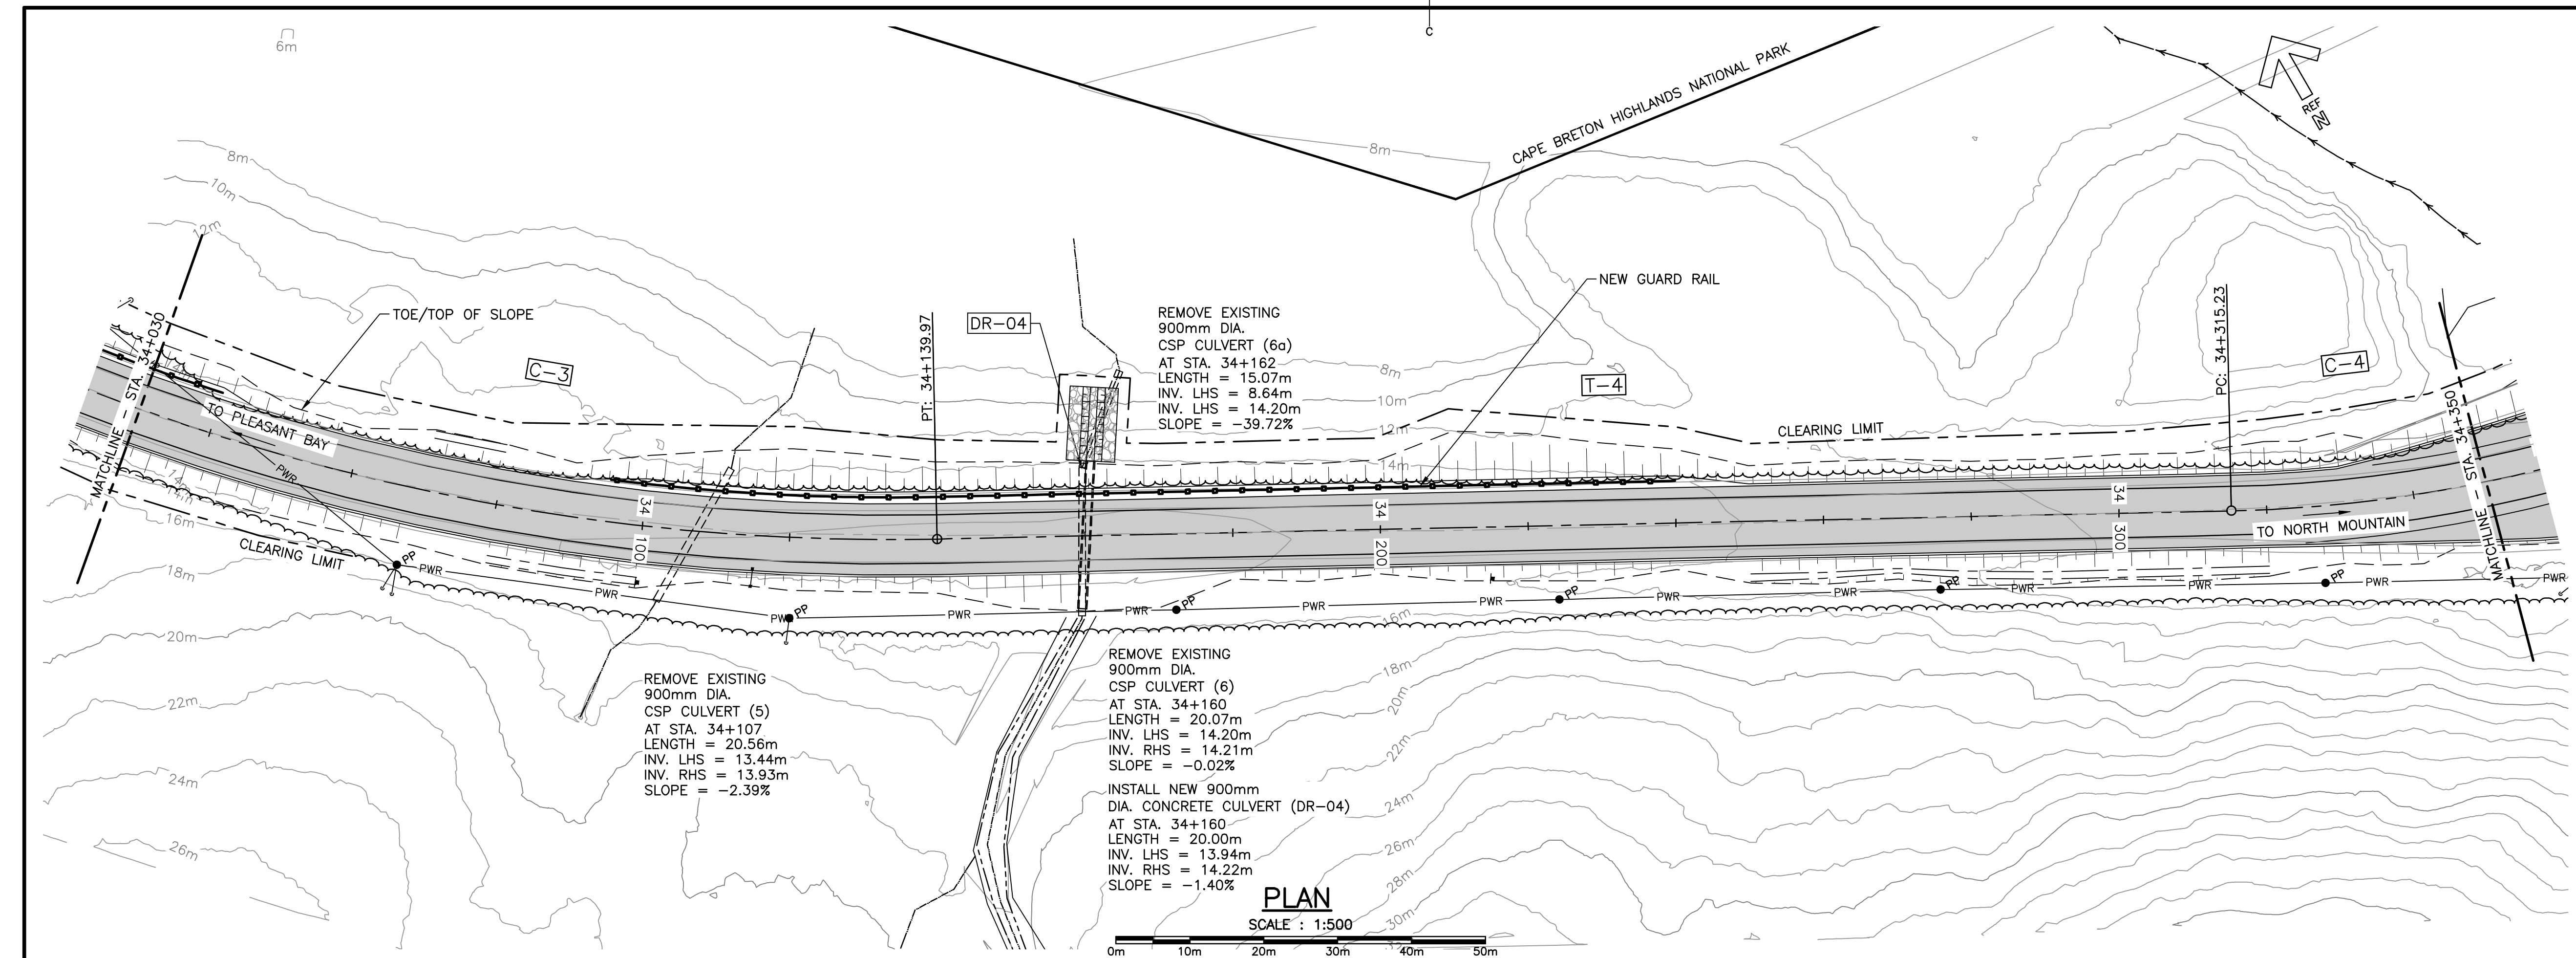 C
6m
CAPE BRETON HIGHLANDS NATIONAL PARK
REF
N
8m
8m
10m
12m
NEW GUARD RAIL
TOE/TOP OF SLOPE
DR-04
REMOVE EXISTING
900mm DIA.
CSP CULVERT (6a)
AT STA. 34+162
LENGTH = 15.07m
INV. LHS = 8.64m
INV. LHS = 14.20m
SLOPE = -39.72%
PT: 34+139.97
PC: 34+315.23
C-3
T-4
C-4
8m
10m
12m
14m
CLEARING LIMIT
MATCHLINE - STA. 34+030
TO PLEASANT BAY
MATCHLINE - STA. 34+350
TO NORTH MOUNTAIN
34
100
34
200
34
300
PWR
14m
14m
16m
CLEARING LIMIT
18m
PP
PWR
PWR
PWR
PP
PWR
PWR
PP
PWR
PWR
PP
PWR
PWR
PP
PWR
PWR
PP
PWR
PWR
16m
20m
22m
24m
26m
REMOVE EXISTING
900mm DIA.
CSP CULVERT (5)
AT STA. 34+107
LENGTH = 20.56m
INV. LHS = 13.44m
INV. RHS = 13.93m
SLOPE = -2.39%
REMOVE EXISTING
900mm DIA.
CSP CULVERT (6)
AT STA. 34+160
LENGTH = 20.07m
INV. LHS = 14.20m
INV. RHS = 14.21m
SLOPE = -0.02%
INSTALL NEW 900mm
DIA. CONCRETE CULVERT (DR-04)
AT STA. 34+160
LENGTH = 20.00m
INV. LHS = 13.94m
INV. RHS = 14.22m
SLOPE = -1.40%
18m
20m
22m
24m
26m
28m
30m
PLAN
SCALE : 1:500
0m 10m 20m 30m 40m 50m